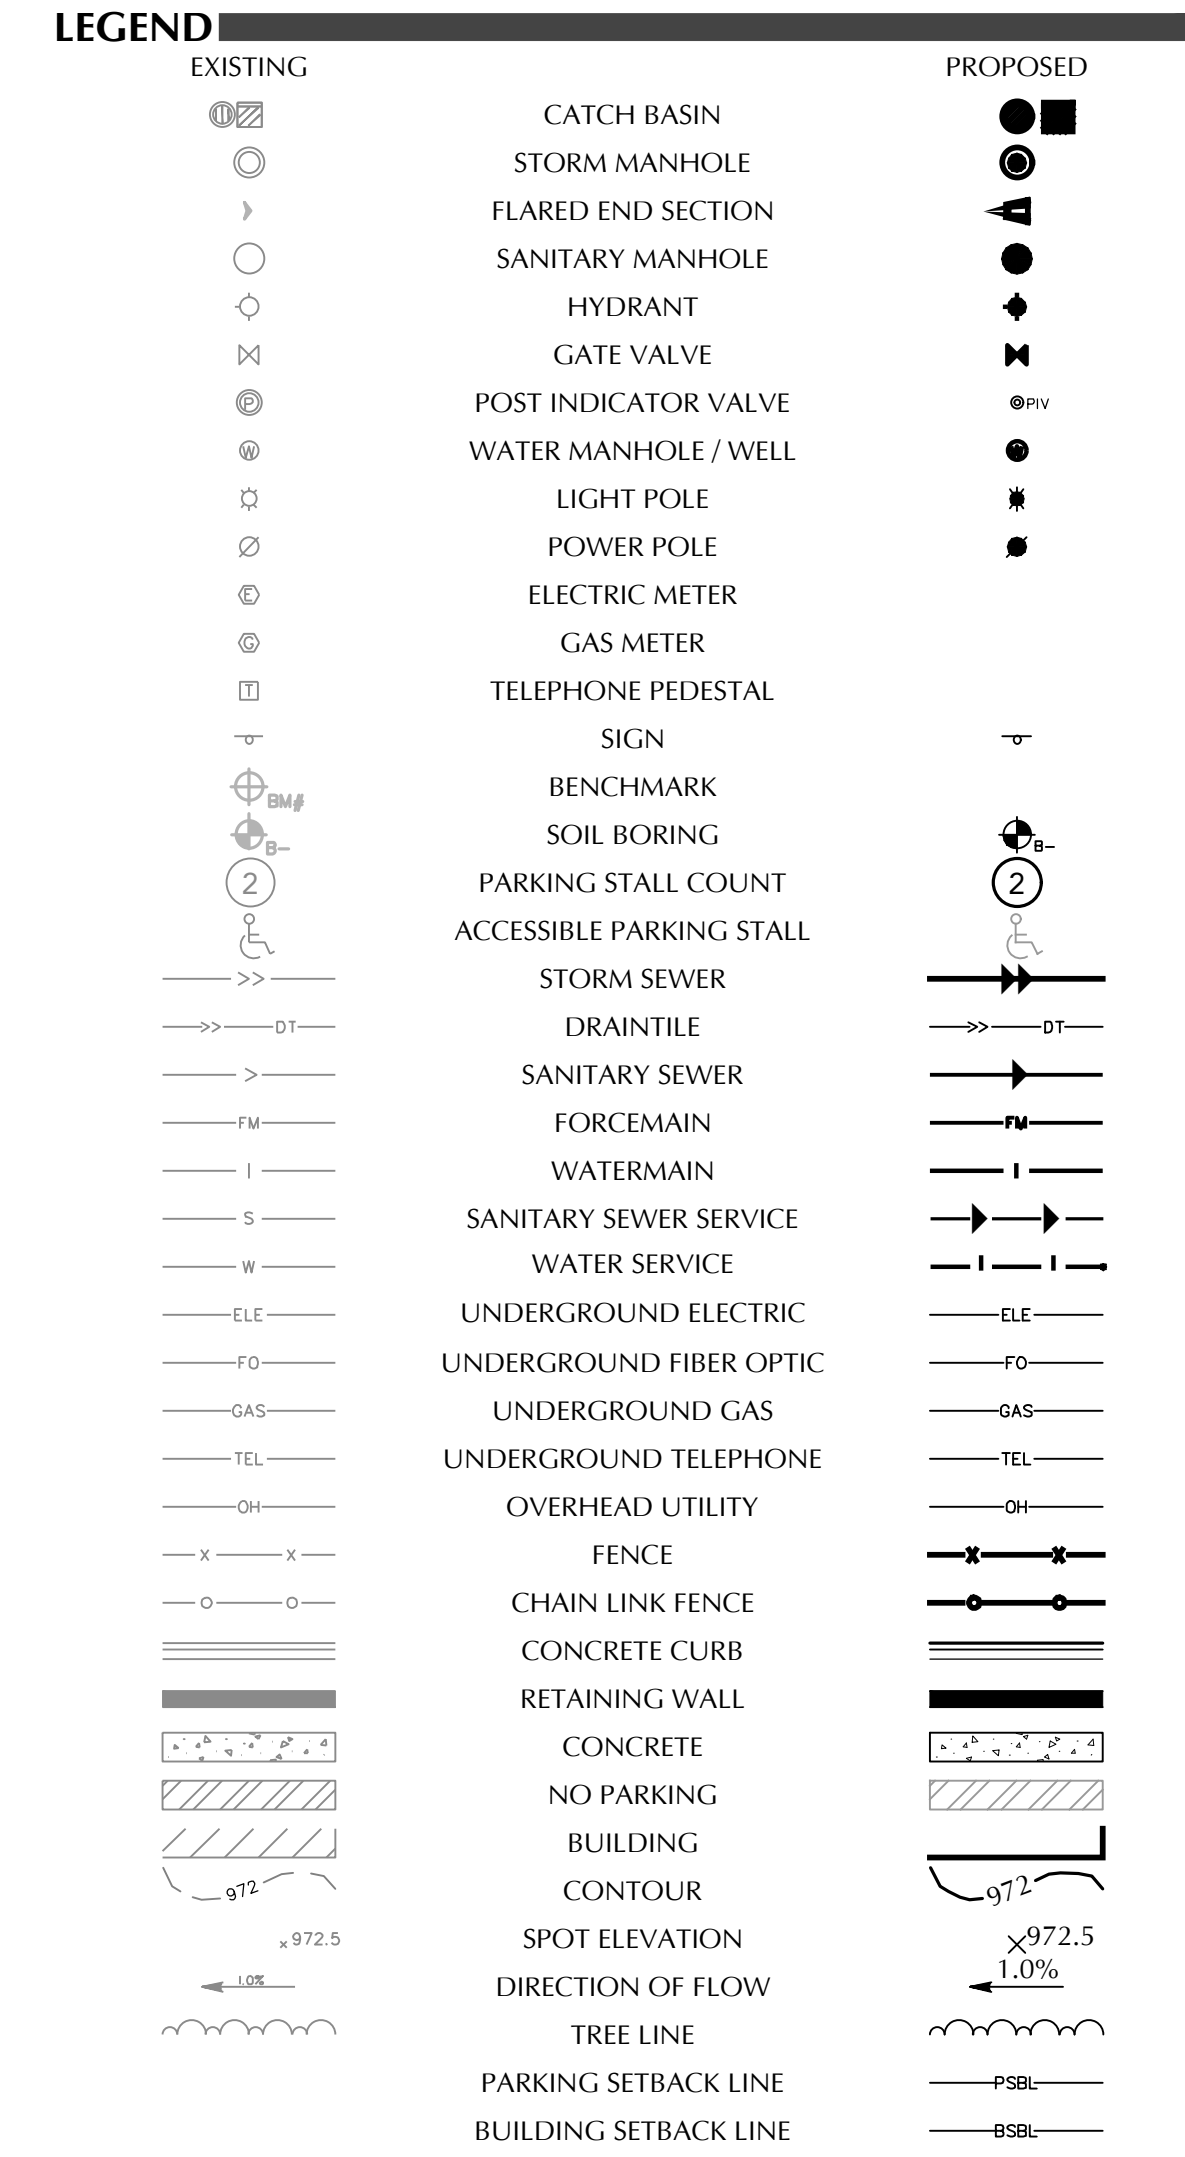 LEGEND
EXISTING PROPOSED
CATCH BASIN
STORM MANHOLE
FLARED END SECTION
SANITARY MANHOLE
HYDRANT
GATE VALVE
P POST INDICATOR VALVE PIV
W WATER MANHOLE / WELL W
LIGHT POLE
POWER POLE
E ELECTRIC METER
G GAS METER
T TELEPHONE PEDESTAL
SIGN
BM# BENCHMARK
B- SOIL BORING B-
2 PARKING STALL COUNT 2
ACCESSIBLE PARKING STALL
>> STORM SEWER
>> DT DRAINTILE >> DT
> SANITARY SEWER
FM FORCEMAIN FM
I WATERMAIN I
S SANITARY SEWER SERVICE
W WATER SERVICE I I
ELE UNDERGROUND ELECTRIC ELE
FO UNDERGROUND FIBER OPTIC FO
GAS UNDERGROUND GAS GAS
TEL UNDERGROUND TELEPHONE TEL
OH OVERHEAD UTILITY OH
X X FENCE X X
O O CHAIN LINK FENCE O O
CONCRETE CURB
RETAINING WALL
CONCRETE
NO PARKING
BUILDING
972 CONTOUR 972
x 972.5 SPOT ELEVATION x 972.5
1.0% DIRECTION OF FLOW 1.0%
TREE LINE
PARKING SETBACK LINE PSBL
BUILDING SETBACK LINE BSBL